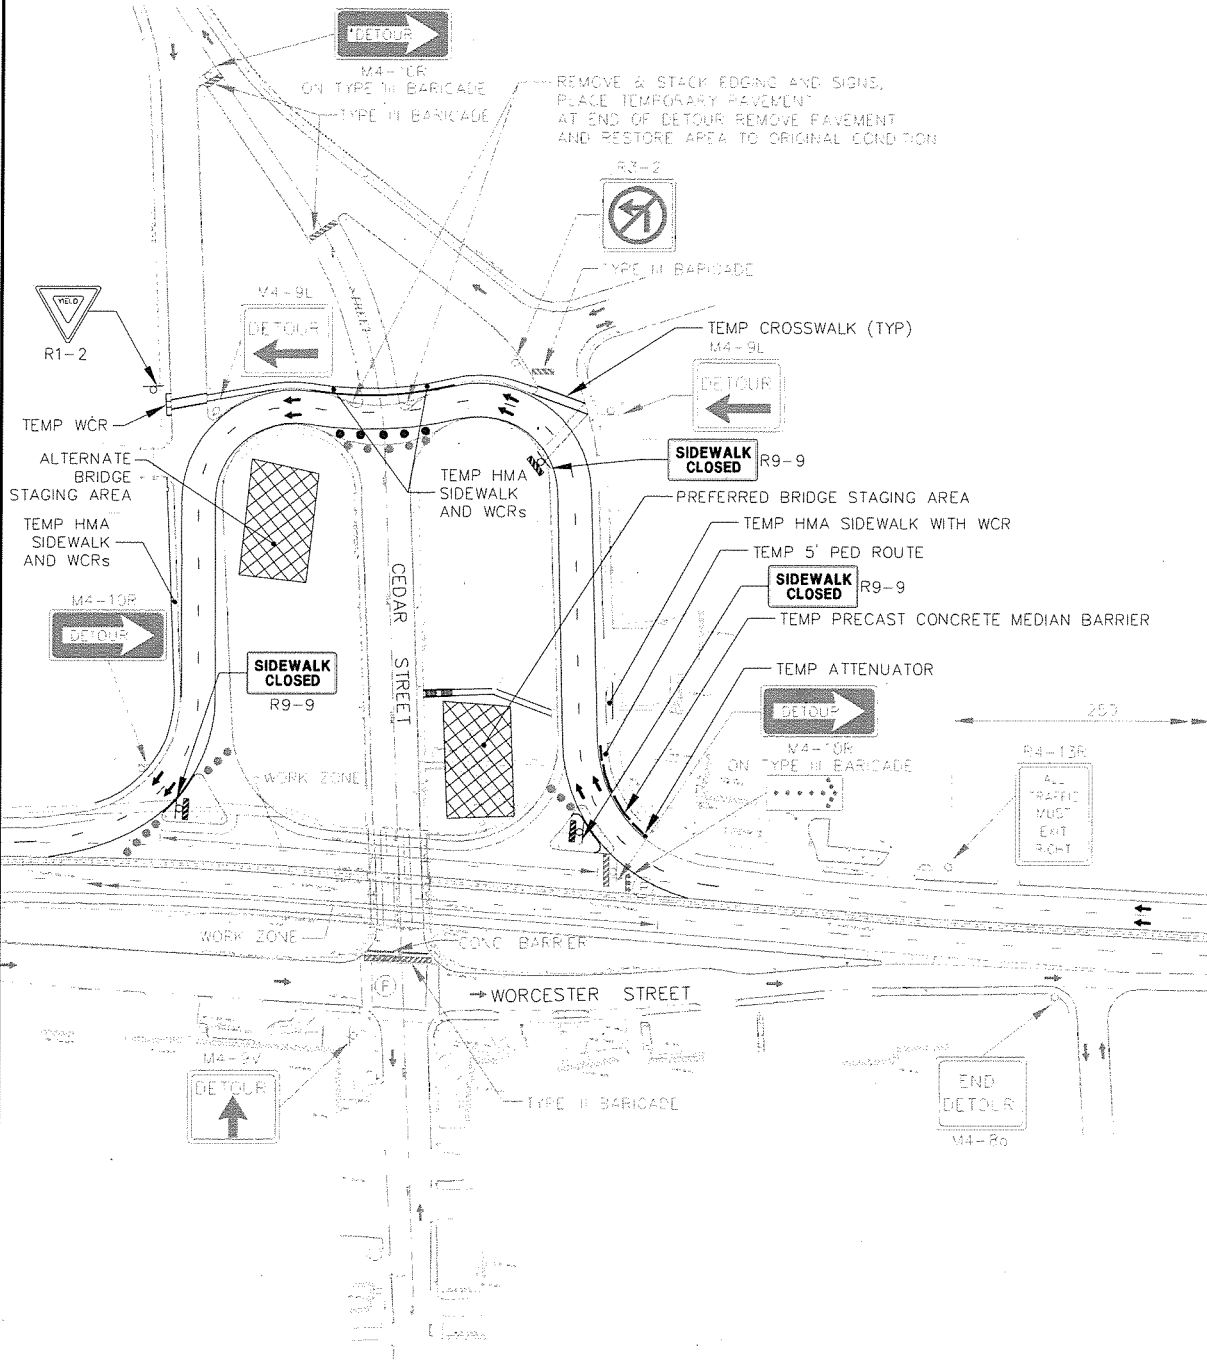 DETOUR
M4-10R
ON TYPE III BARICADE
TYPE III BARICADE
REMOVE & STACK EDGING AND SIGNS,
PLACE TEMPORARY PAVEMENT
AT END OF DETOUR REMOVE PAVEMENT
AND RESTORE AREA TO ORIGINAL CONDITION
R3-2
TYPE III BARICADE
YIELD
R1-2
M4-9L
DETOUR
TEMP CROSSWALK (TYP)
M4-9L
DETOUR
TEMP WCR
ALTERNATE
BRIDGE
STAGING AREA
TEMP HMA
SIDEWALK
AND WCRs
SIDEWALK
CLOSED
R9-9
PREFERRED BRIDGE STAGING AREA
TEMP HMA
SIDEWALK
AND WCRs
TEMP HMA SIDEWALK WITH WCR
TEMP 5' PED ROUTE
SIDEWALK
CLOSED
R9-9
TEMP PRECAST CONCRETE MEDIAN BARRIER
M4-10R
DETOUR
CEDAR STREET
SIDEWALK
CLOSED
R9-9
TEMP ATTENUATOR
DETOUR
M4-10R
ON TYPE III BARICADE
250
R4-13R
ALL
TRAFFIC
MUST
EXIT
RIGHT
WORK ZONE
WORK ZONE
CONC BARRIER
WORCESTER STREET
M4-9V
DETOUR
TYPE III BARICADE
END
DETOUR
M4-8a